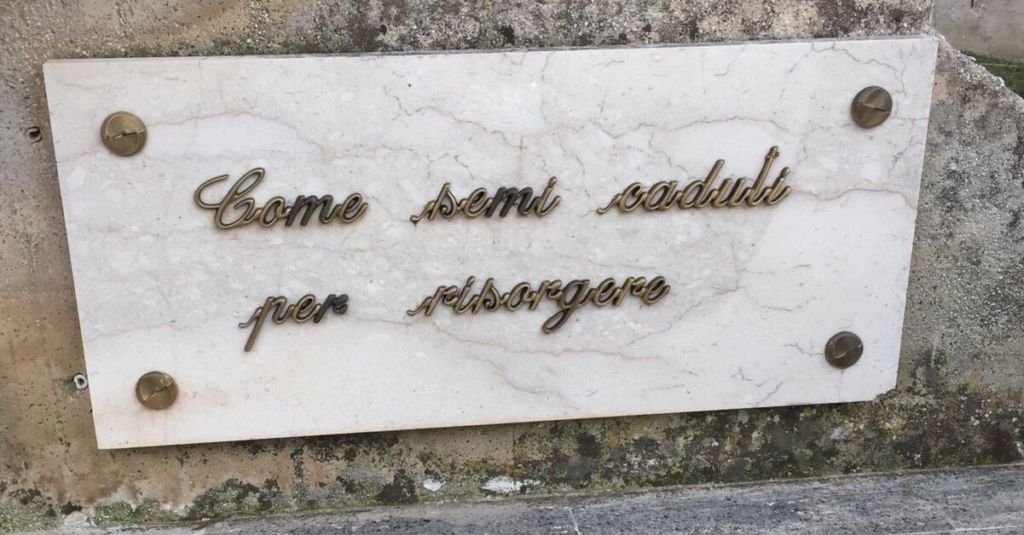 Come semi caduti
per risorgere